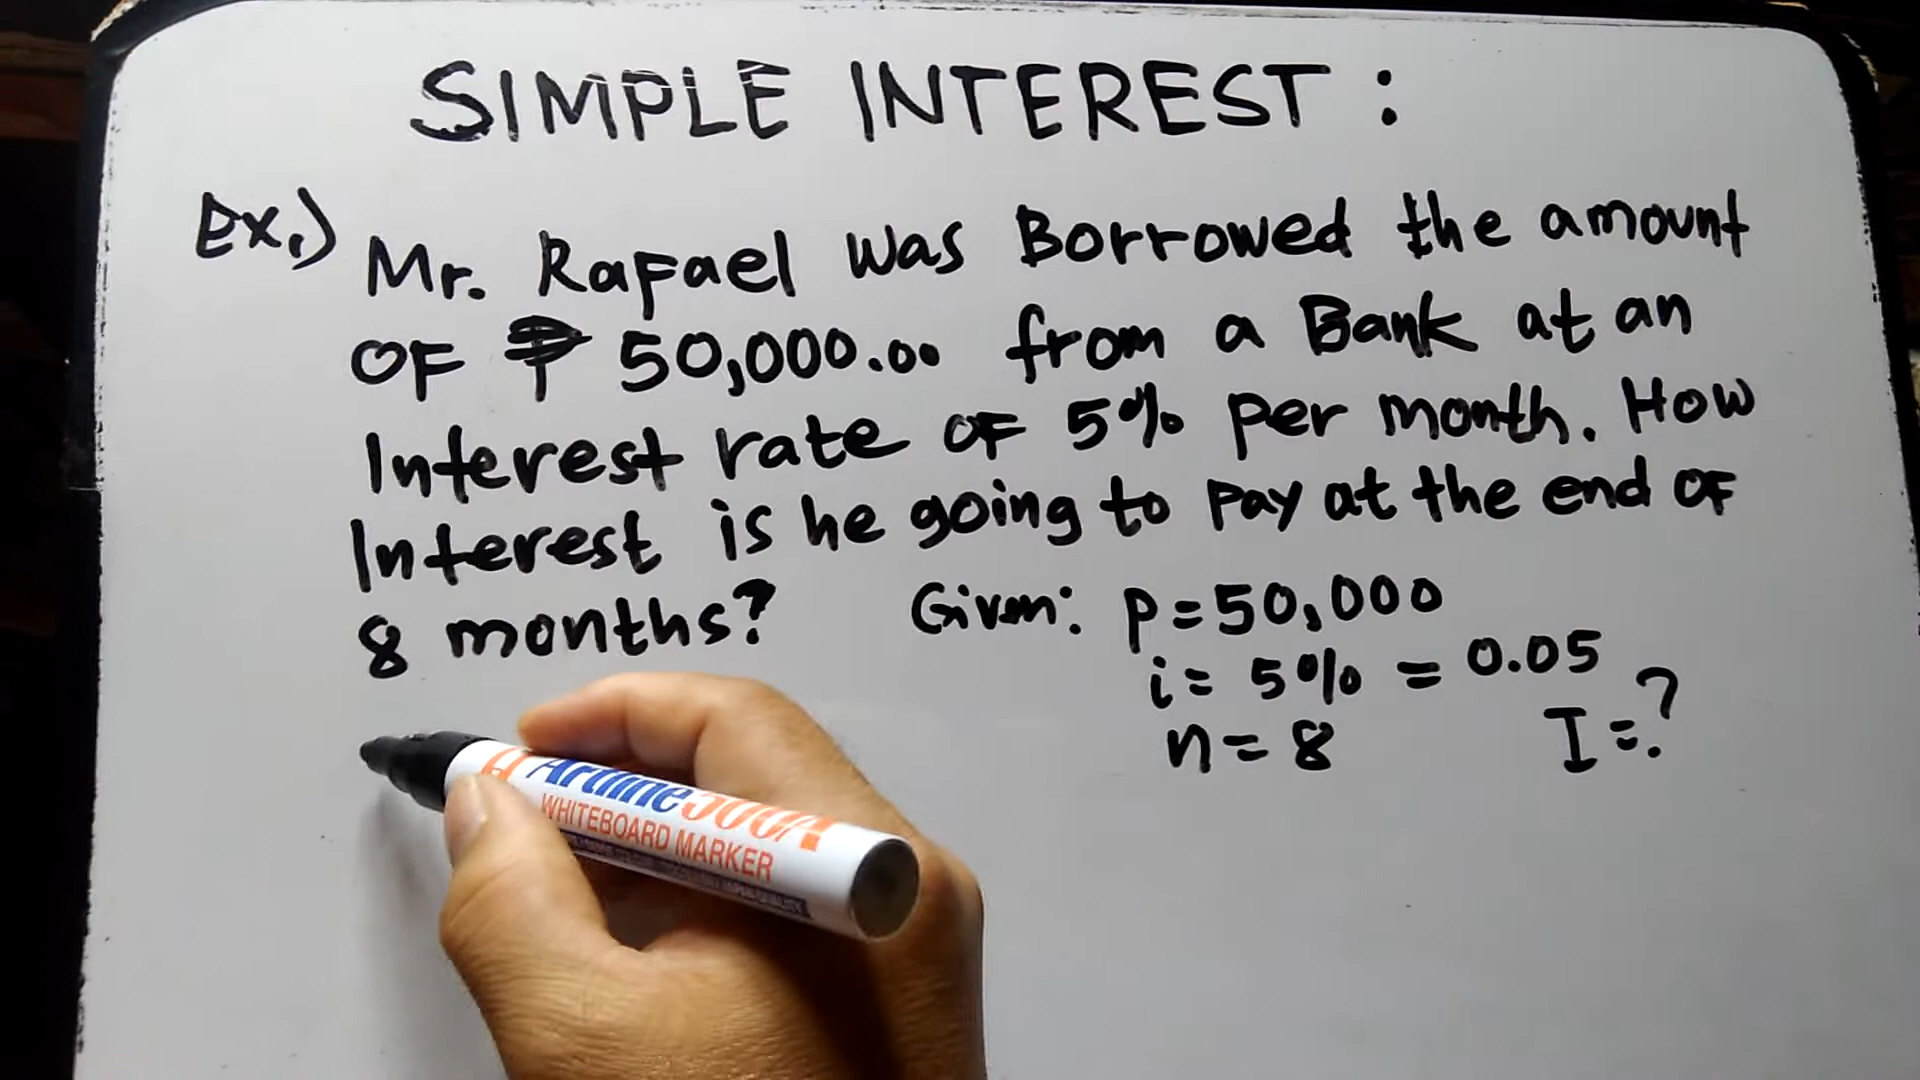 SIMPLE INTEREST :
Ex,) Mr. Rafael was Borrowed the amount
OF ₱ 50,000.00 from a Bank at an
Interest rate OF 5% per month. How
Interest is he going to pay at the end OF
8 months?
Given: P=50,000
i= 5% = 0.05
n= 8 I=?
Artline 500A
WHITEBOARD MARKER